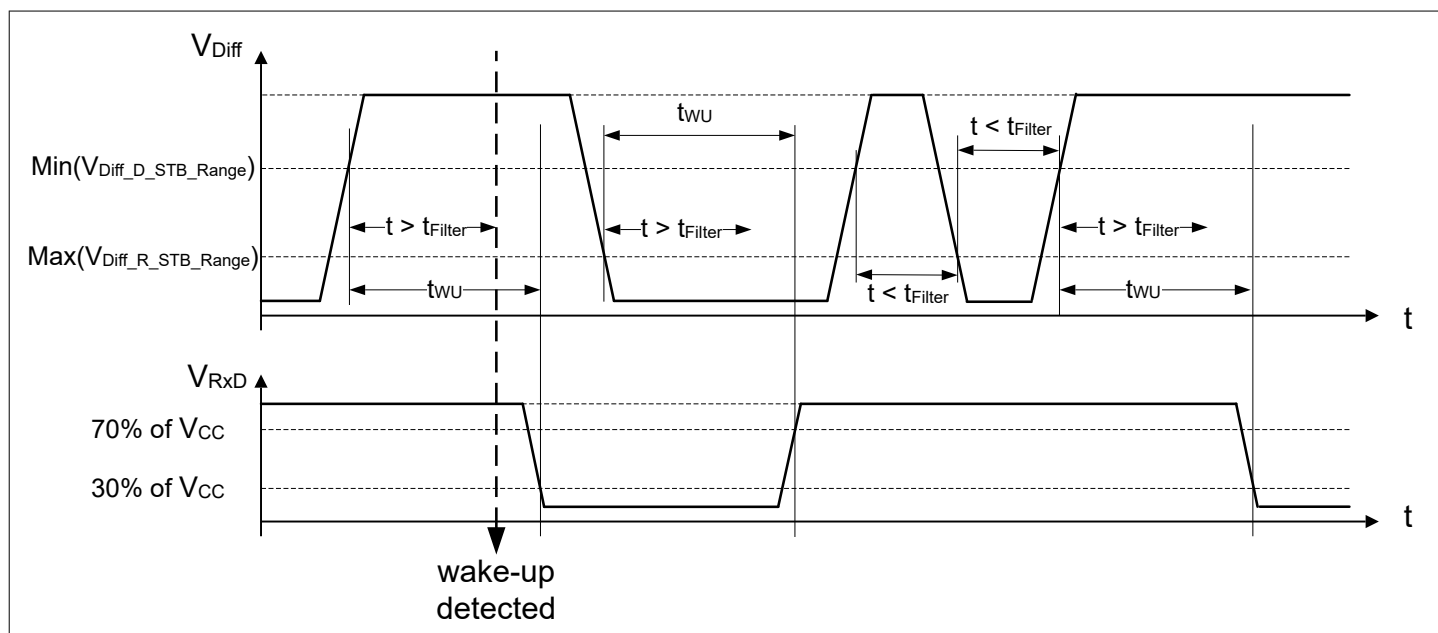 VDiff
tWU
t < tFilter
Min(VDiff_D_STB_Range)
t > tFilter
t > tFilter
t > tFilter
Max(VDiff_R_STB_Range)
tWU
t < tFilter
tWU
t
VRxD
70% of VCC
30% of VCC
t
wake-up
detected